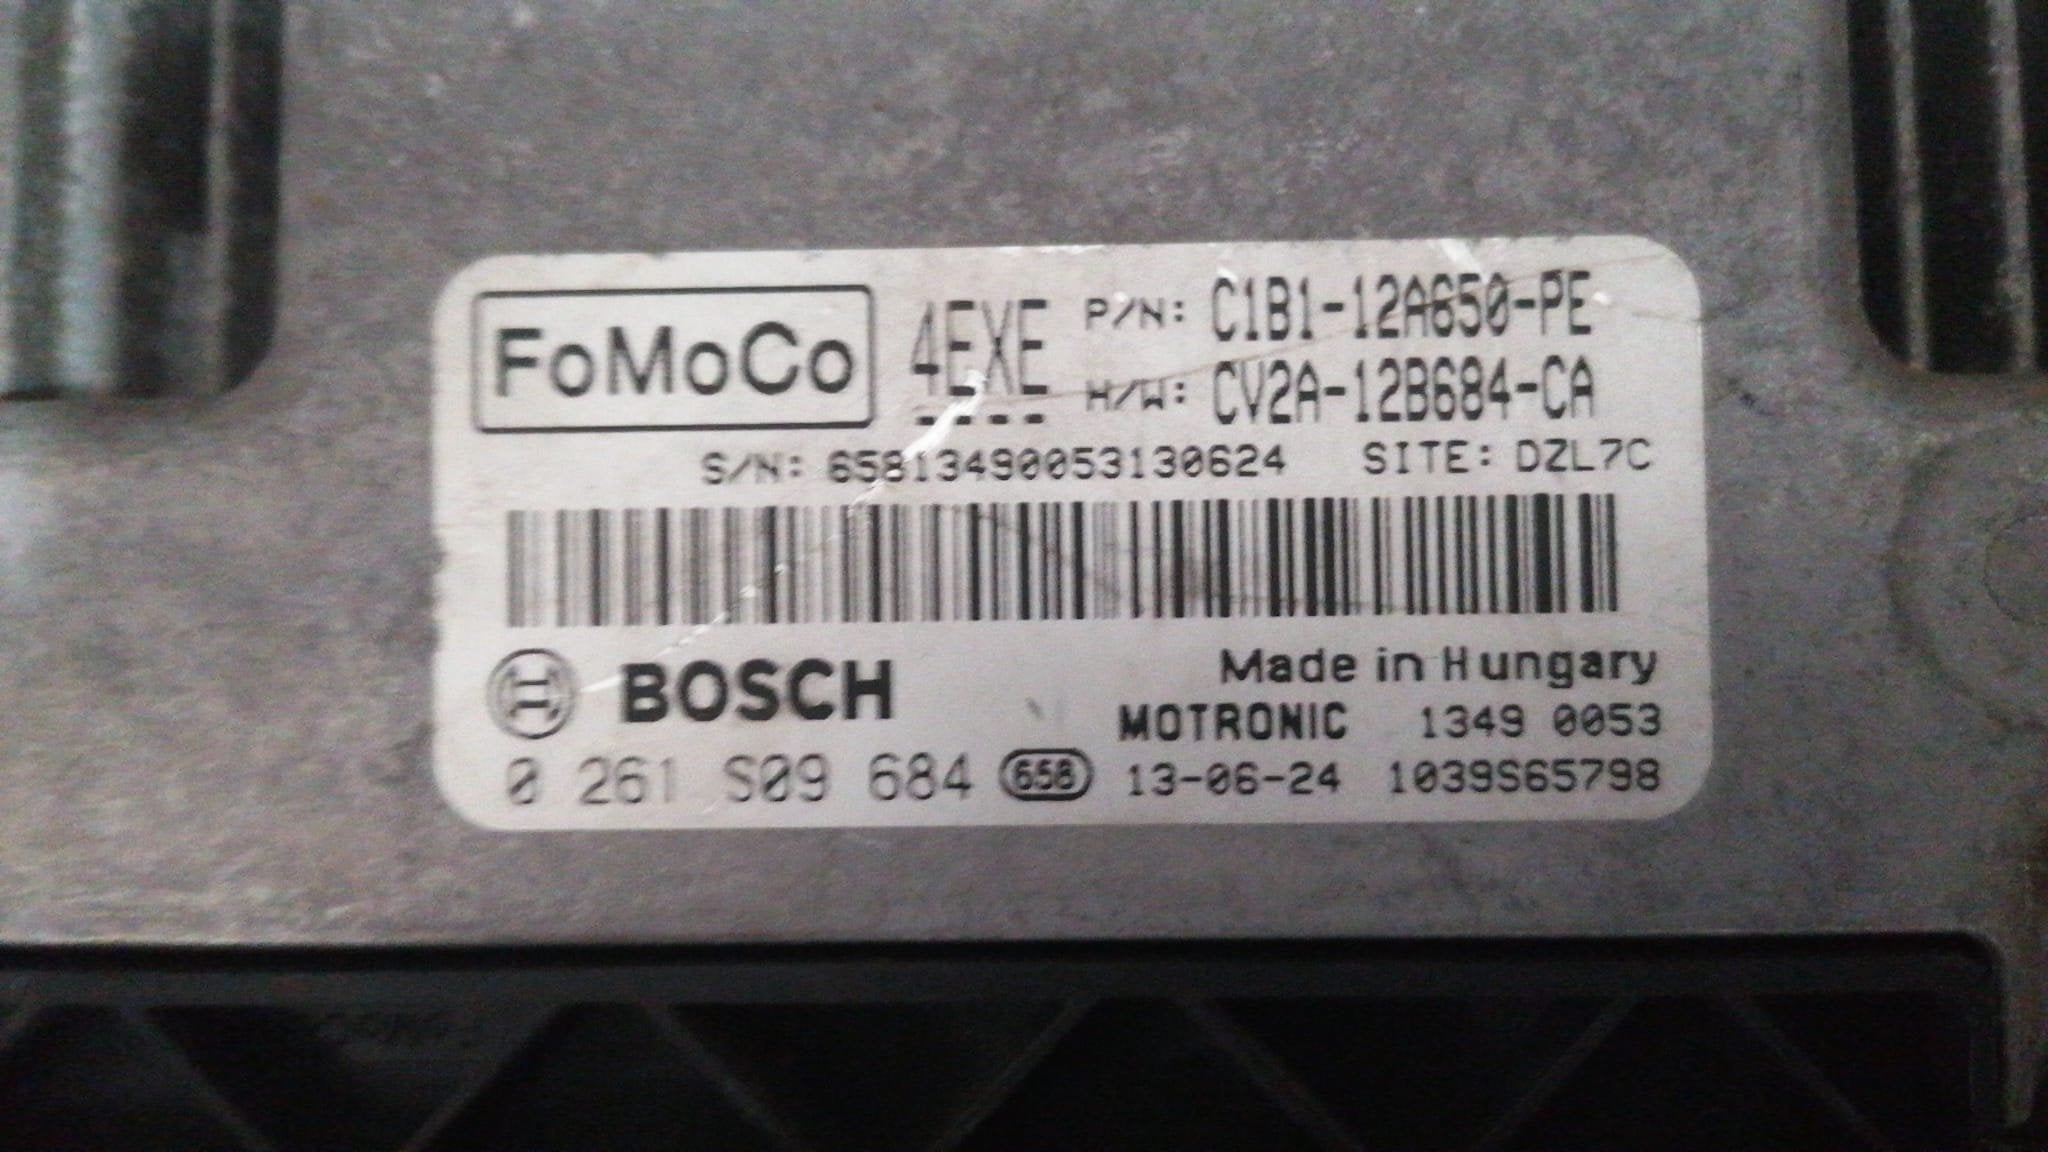 FoMoCo 4EXE P/N: C1B1-12A650-PE
H/W: CV2A-12B684-CA
S/N: 65813490053130624 SITE: DZL7C
BOSCH Made in Hungary
MOTRONIC 1349 0053
0 261 S09 684 658 13-06-24 1039S65798